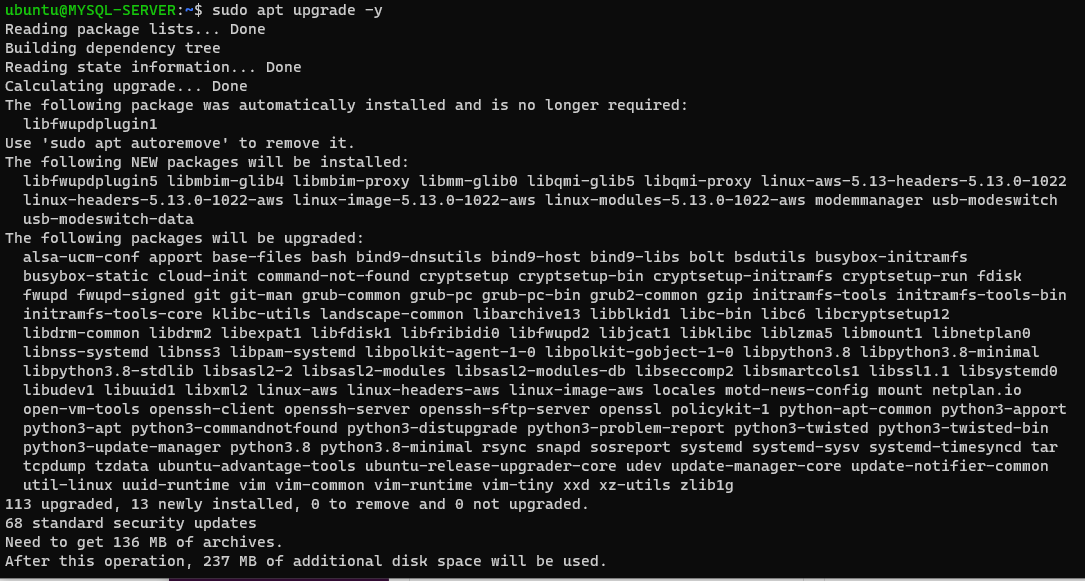 ubuntu@MYSQL-SERVER:~$ sudo apt upgrade -y
Reading package lists... Done
Building dependency tree
Reading state information... Done
Calculating upgrade... Done
The following package was automatically installed and is no longer required:
  libfwupdplugin1
Use 'sudo apt autoremove' to remove it.
The following NEW packages will be installed:
  libfwupdplugin5 libmbim-glib4 libmbim-proxy libmm-glib0 libqmi-glib5 libqmi-proxy linux-aws-5.13-headers-5.13.0-1022
  linux-headers-5.13.0-1022-aws linux-image-5.13.0-1022-aws linux-modules-5.13.0-1022-aws modemmanager usb-modeswitch
  usb-modeswitch-data
The following packages will be upgraded:
  alsa-ucm-conf apport base-files bash bind9-dnsutils bind9-host bind9-libs bolt bsdutils busybox-initramfs
  busybox-static cloud-init command-not-found cryptsetup cryptsetup-bin cryptsetup-initramfs cryptsetup-run fdisk
  fwupd fwupd-signed git git-man grub-common grub-pc grub-pc-bin grub2-common gzip initramfs-tools initramfs-tools-bin
  initramfs-tools-core klibc-utils landscape-common libarchive13 libblkid1 libc-bin libc6 libcryptsetup12
  libdrm-common libdrm2 libexpat1 libfdisk1 libfribidi0 libfwupd2 libjcat1 libklibc liblzma5 libmount1 libnetplan0
  libnss-systemd libnss3 libpam-systemd libpolkit-agent-1-0 libpolkit-gobject-1-0 libpython3.8 libpython3.8-minimal
  libpython3.8-stdlib libsasl2-2 libsasl2-modules libsasl2-modules-db libseccomp2 libsmartcols1 libssl1.1 libsystemd0
  libudev1 libuuid1 libxml2 linux-aws linux-headers-aws linux-image-aws locales motd-news-config mount netplan.io
  open-vm-tools openssh-client openssh-server openssh-sftp-server openssl policykit-1 python-apt-common python3-apport
  python3-apt python3-commandnotfound python3-distupgrade python3-problem-report python3-twisted python3-twisted-bin
  python3-update-manager python3.8 python3.8-minimal rsync snapd sosreport systemd systemd-sysv systemd-timesyncd tar
  tcpdump tzdata ubuntu-advantage-tools ubuntu-release-upgrader-core udev update-manager-core update-notifier-common
  util-linux uuid-runtime vim vim-common vim-runtime vim-tiny xxd xz-utils zlib1g
113 upgraded, 13 newly installed, 0 to remove and 0 not upgraded.
68 standard security updates
Need to get 136 MB of archives.
After this operation, 237 MB of additional disk space will be used.